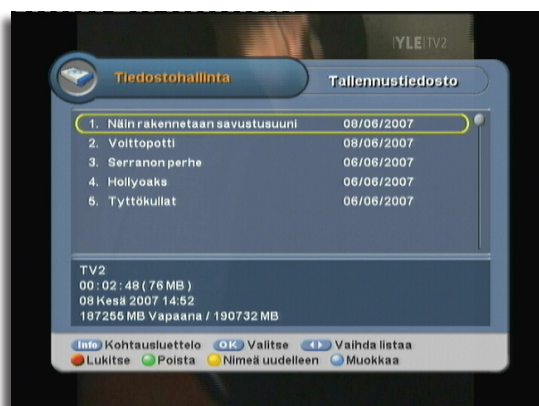 YLE TV2
Tiedostohallinta
Tallennustiedosto
1. Näin rakennetaan savustusuuni 08/06/2007
2. Voittopotti 08/06/2007
3. Serranon perhe 06/06/2007
4. Hollyoaks 06/06/2007
5. Tyttökullat 06/06/2007
TV2
00:02:48 ( 76 MB )
08 Kesä 2007 14:52
187255 MB Vapaana / 190732 MB
Info Kohtausluettelo OK Valitse Vaihda listaa
Lukitse Poista Nimeä uudelleen Muokkaa